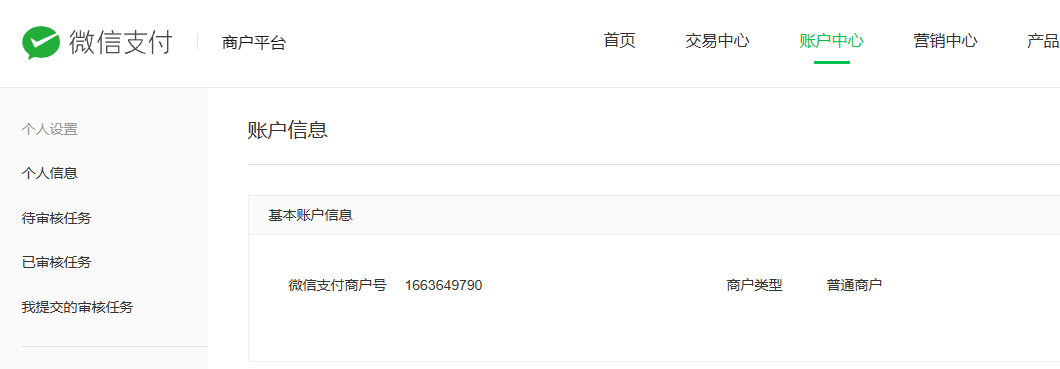 微信支付 商户平台 首页 交易中心 账户中心 营销中心 产品
个人设置
账户信息
个人信息
待审核任务
基本账户信息
已审核任务
微信支付商户号 1663649790 商户类型 普通商户
我提交的审核任务